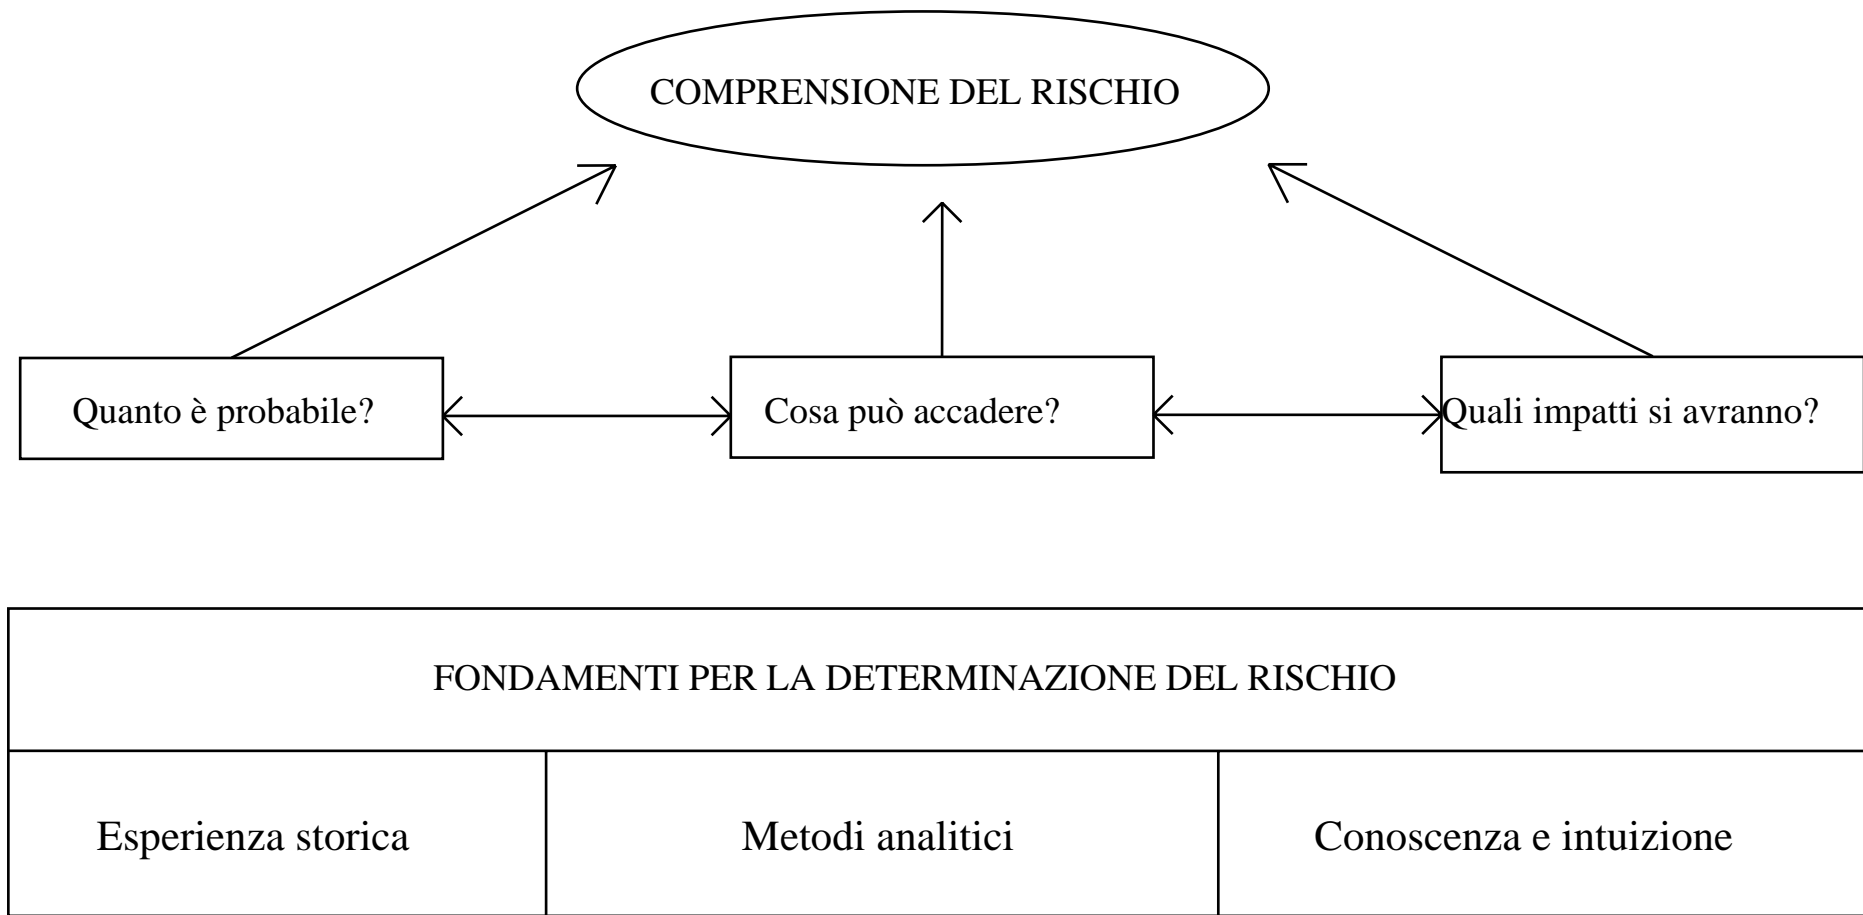 COMPRENSIONE DEL RISCHIO
Quanto è probabile?
Cosa può accadere?
Quali impatti si avranno?
FONDAMENTI PER LA DETERMINAZIONE DEL RISCHIO
Esperienza storica
Metodi analitici
Conoscenza e intuizione